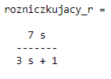 rozniczkujacy_r =
7 s
-------
3 s + 1